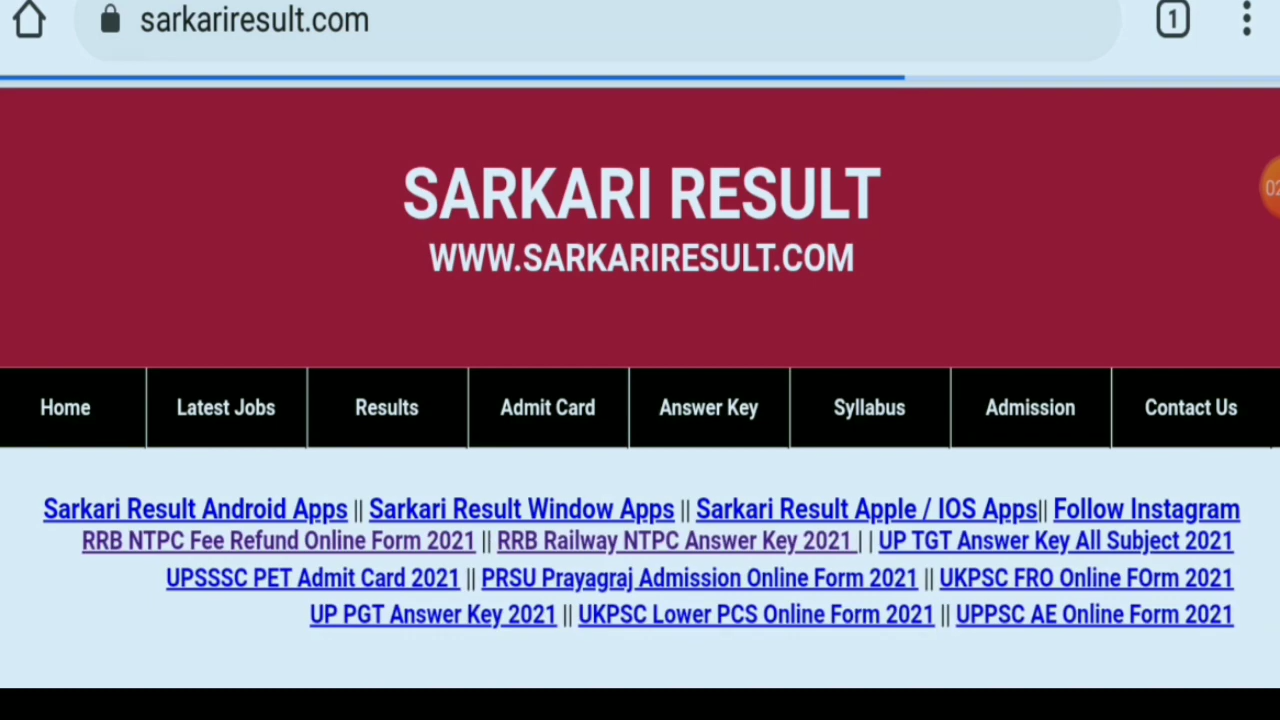 sarkariresult.com
1
SARKARI RESULT
WWW.SARKARIRESULT.COM
02
Home
Latest Jobs
Results
Admit Card
Answer Key
Syllabus
Admission
Contact Us
Sarkari Result Android Apps || Sarkari Result Window Apps || Sarkari Result Apple / IOS Apps|| Follow Instagram
RRB NTPC Fee Refund Online Form 2021 || RRB Railway NTPC Answer Key 2021 | | UP TGT Answer Key All Subject 2021
UPSSSC PET Admit Card 2021 || PRSU Prayagraj Admission Online Form 2021 || UKPSC FRO Online FOrm 2021
UP PGT Answer Key 2021 || UKPSC Lower PCS Online Form 2021 || UPPSC AE Online Form 2021